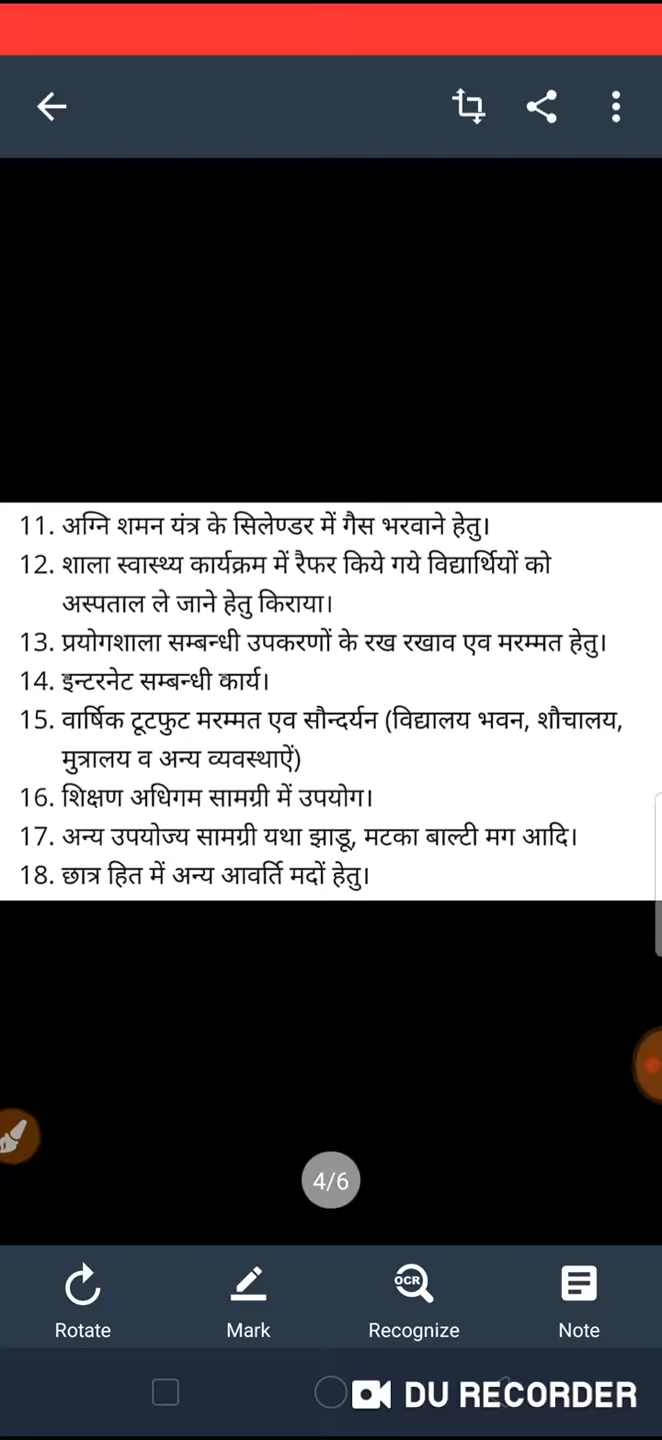 11. अग्नि शमन यंत्र के सिलेण्डर में गैस भरवाने हेतु।
12. शाला स्वास्थ्य कार्यक्रम में रैफर किये गये विद्यार्थियों को
अस्पताल ले जाने हेतु किराया।
13. प्रयोगशाला सम्बन्धी उपकरणों के रख रखाव एव मरम्मत हेतु।
14. इन्टरनेट सम्बन्धी कार्य।
15. वार्षिक टूटफुट मरम्मत एव सौन्दर्यन (विद्यालय भवन, शौचालय,
मुत्रालय व अन्य व्यवस्थाऐं)
16. शिक्षण अधिगम सामग्री में उपयोग।
17. अन्य उपयोज्य सामग्री यथा झाडू, मटका बाल्टी मग आदि।
18. छात्र हित में अन्य आवर्ति मदों हेतु।
4/6
OCR
Rotate Mark Recognize Note
DU RECORDER